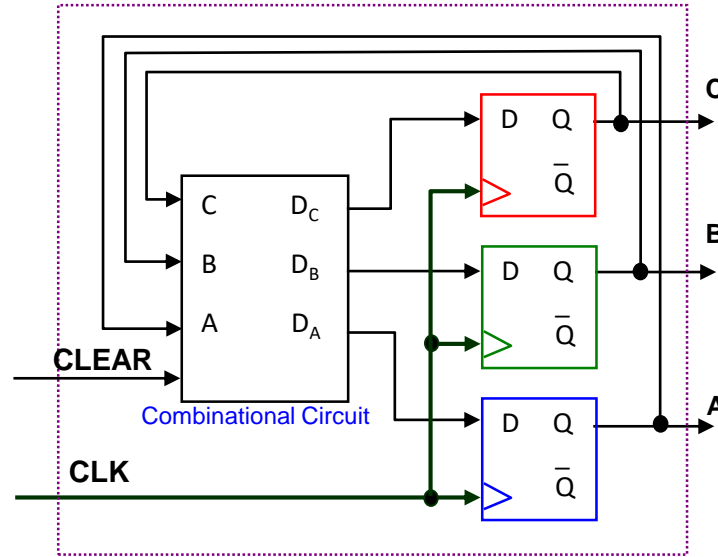 C
D Q
Q̅
C D_C
B
D Q
B D_B
Q̅
A D_A
CLEAR
A
D Q
Combinational Circuit
Q̅
CLK